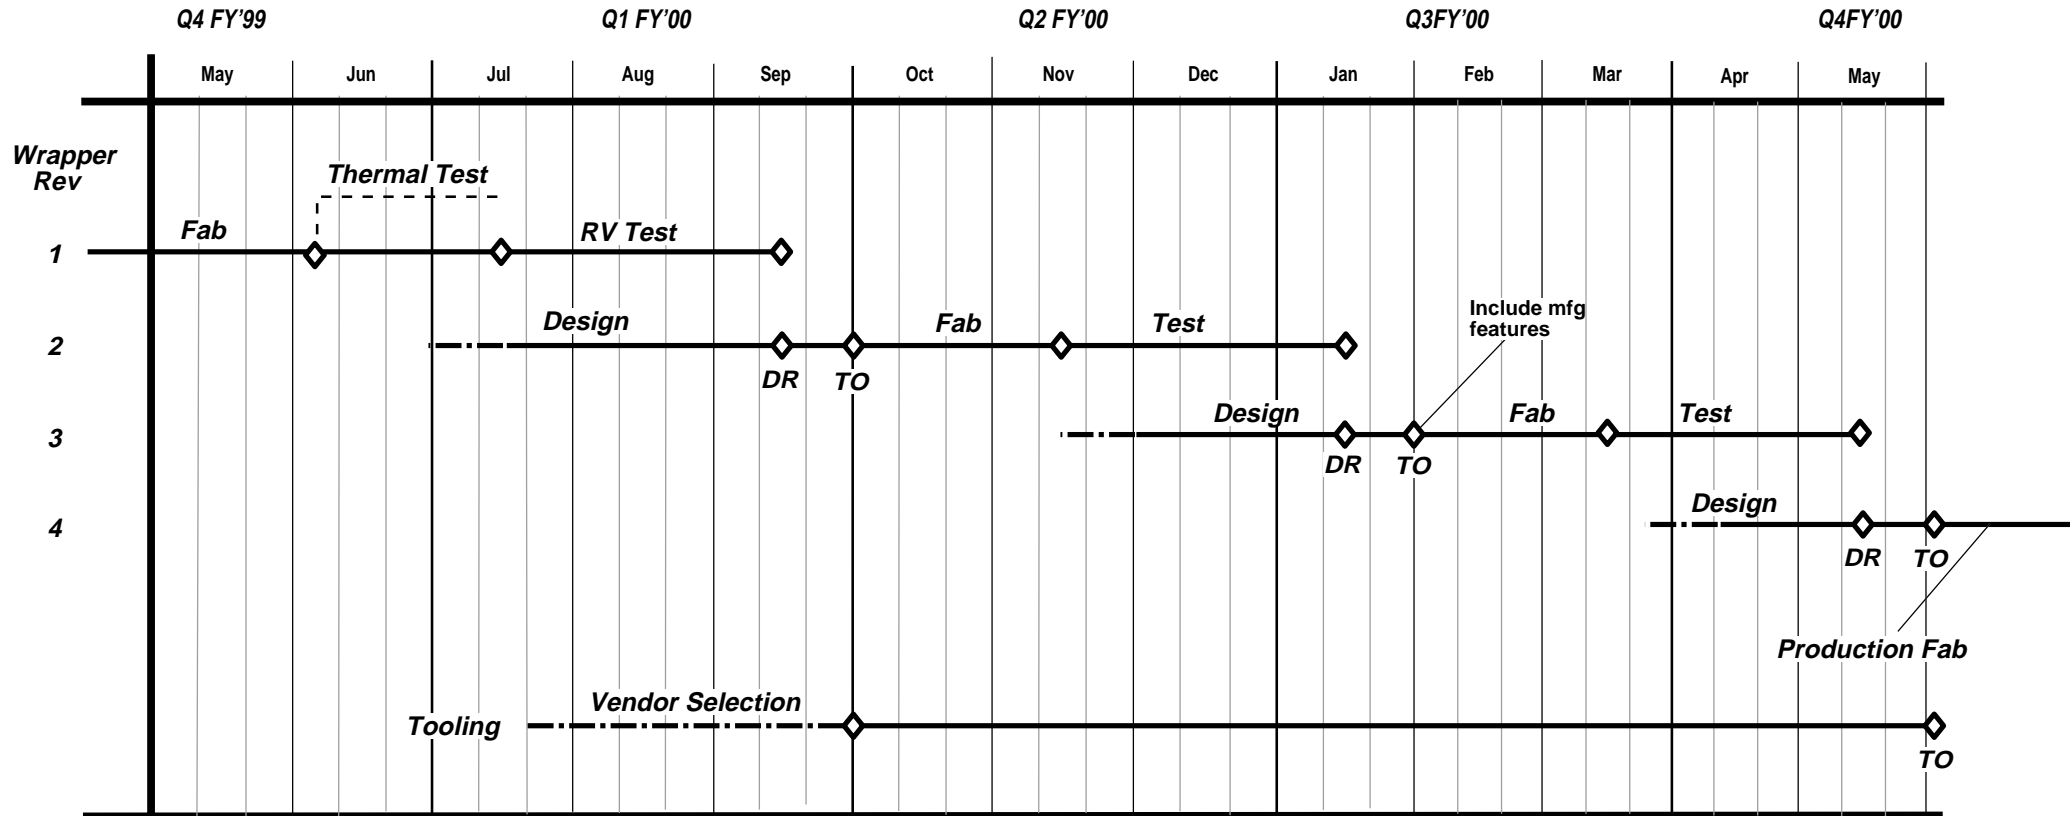 Q4 FY'99
Q1 FY'00
Q2 FY'00
Q3FY'00
Q4FY'00
May
Jun
Jul
Aug
Sep
Oct
Nov
Dec
Jan
Feb
Mar
Apr
May
Wrapper
Rev
Thermal Test
Fab
RV Test
1
Design
Fab
Test
2
DR
TO
Include mfg
features
Design
Fab
Test
3
DR
TO
Design
4
DR
TO
Production Fab
Vendor Selection
Tooling
TO